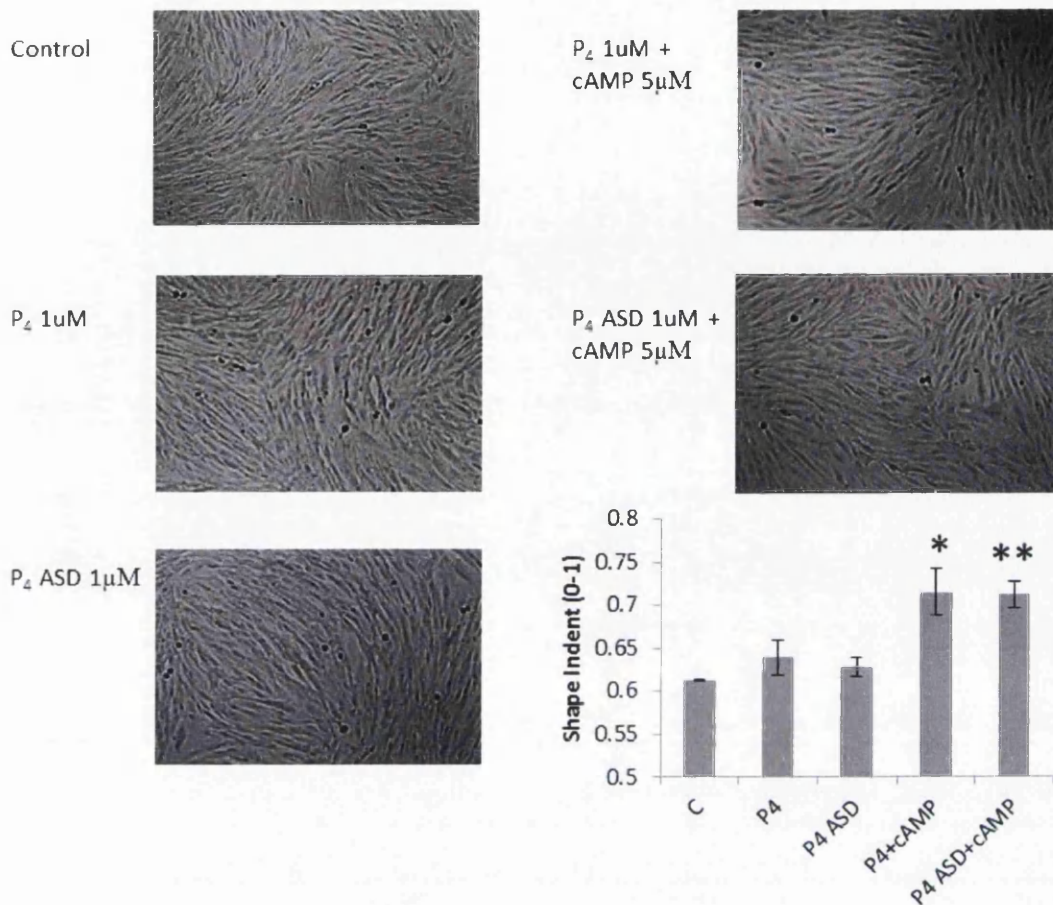 Control
P₄ 1uM +
cAMP 5μM
P₄ 1uM
P₄ ASD 1uM +
cAMP 5μM
P₄ ASD 1μM
Shape Indent (0-1)
0.8
0.75
0.7
0.65
0.6
0.55
0.5
*
**
C
P4
P4 ASD
P4+cAMP
P4 ASD+cAMP